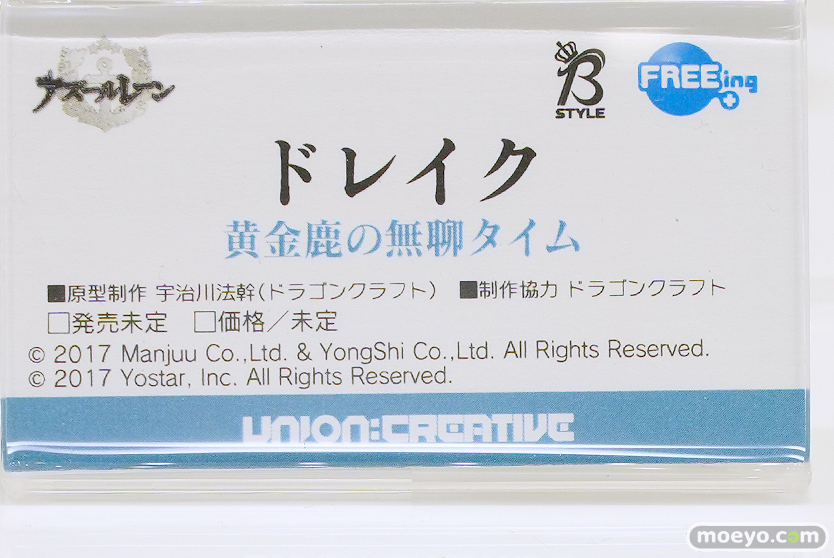 アズールレーン
B
STYLE
FREEing
ドレイク
黄金鹿の無聊タイム
■原型制作 宇治川法幹(ドラゴンクラフト) ■制作協力 ドラゴンクラフト
□発売未定 □価格／未定
© 2017 Manjuu Co.,Ltd. & YongShi Co.,Ltd. All Rights Reserved.
© 2017 Yostar, Inc. All Rights Reserved.
UNION:CREATIVE
moeyo.com